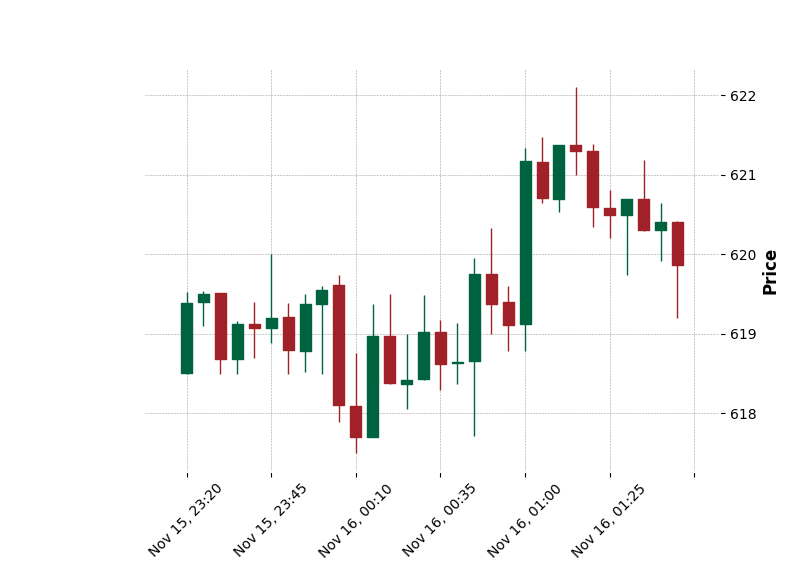 622
621
620
619
618
Price
Nov 15, 23:20
Nov 15, 23:45
Nov 16, 00:10
Nov 16, 00:35
Nov 16, 01:00
Nov 16, 01:25